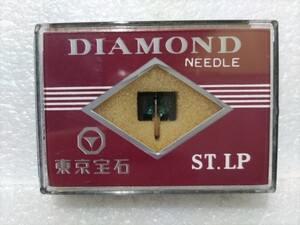 DIAMOND
NEEDLE
東京宝石
ST.LP